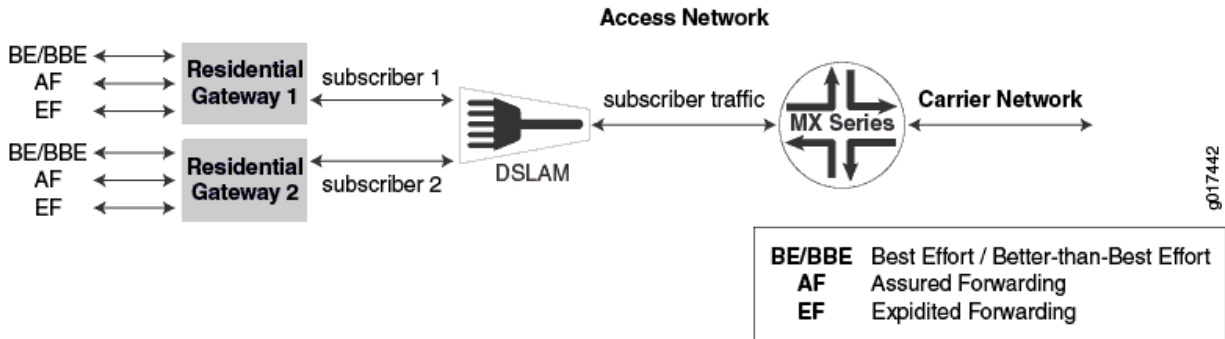 Access Network
BE/BBE
AF
EF
Residential
Gateway 1
subscriber 1
BE/BBE
AF
EF
Residential
Gateway 2
subscriber 2
DSLAM
subscriber traffic
MX Series
Carrier Network
g017442
BE/BBE Best Effort / Better-than-Best Effort
AF Assured Forwarding
EF Expidited Forwarding